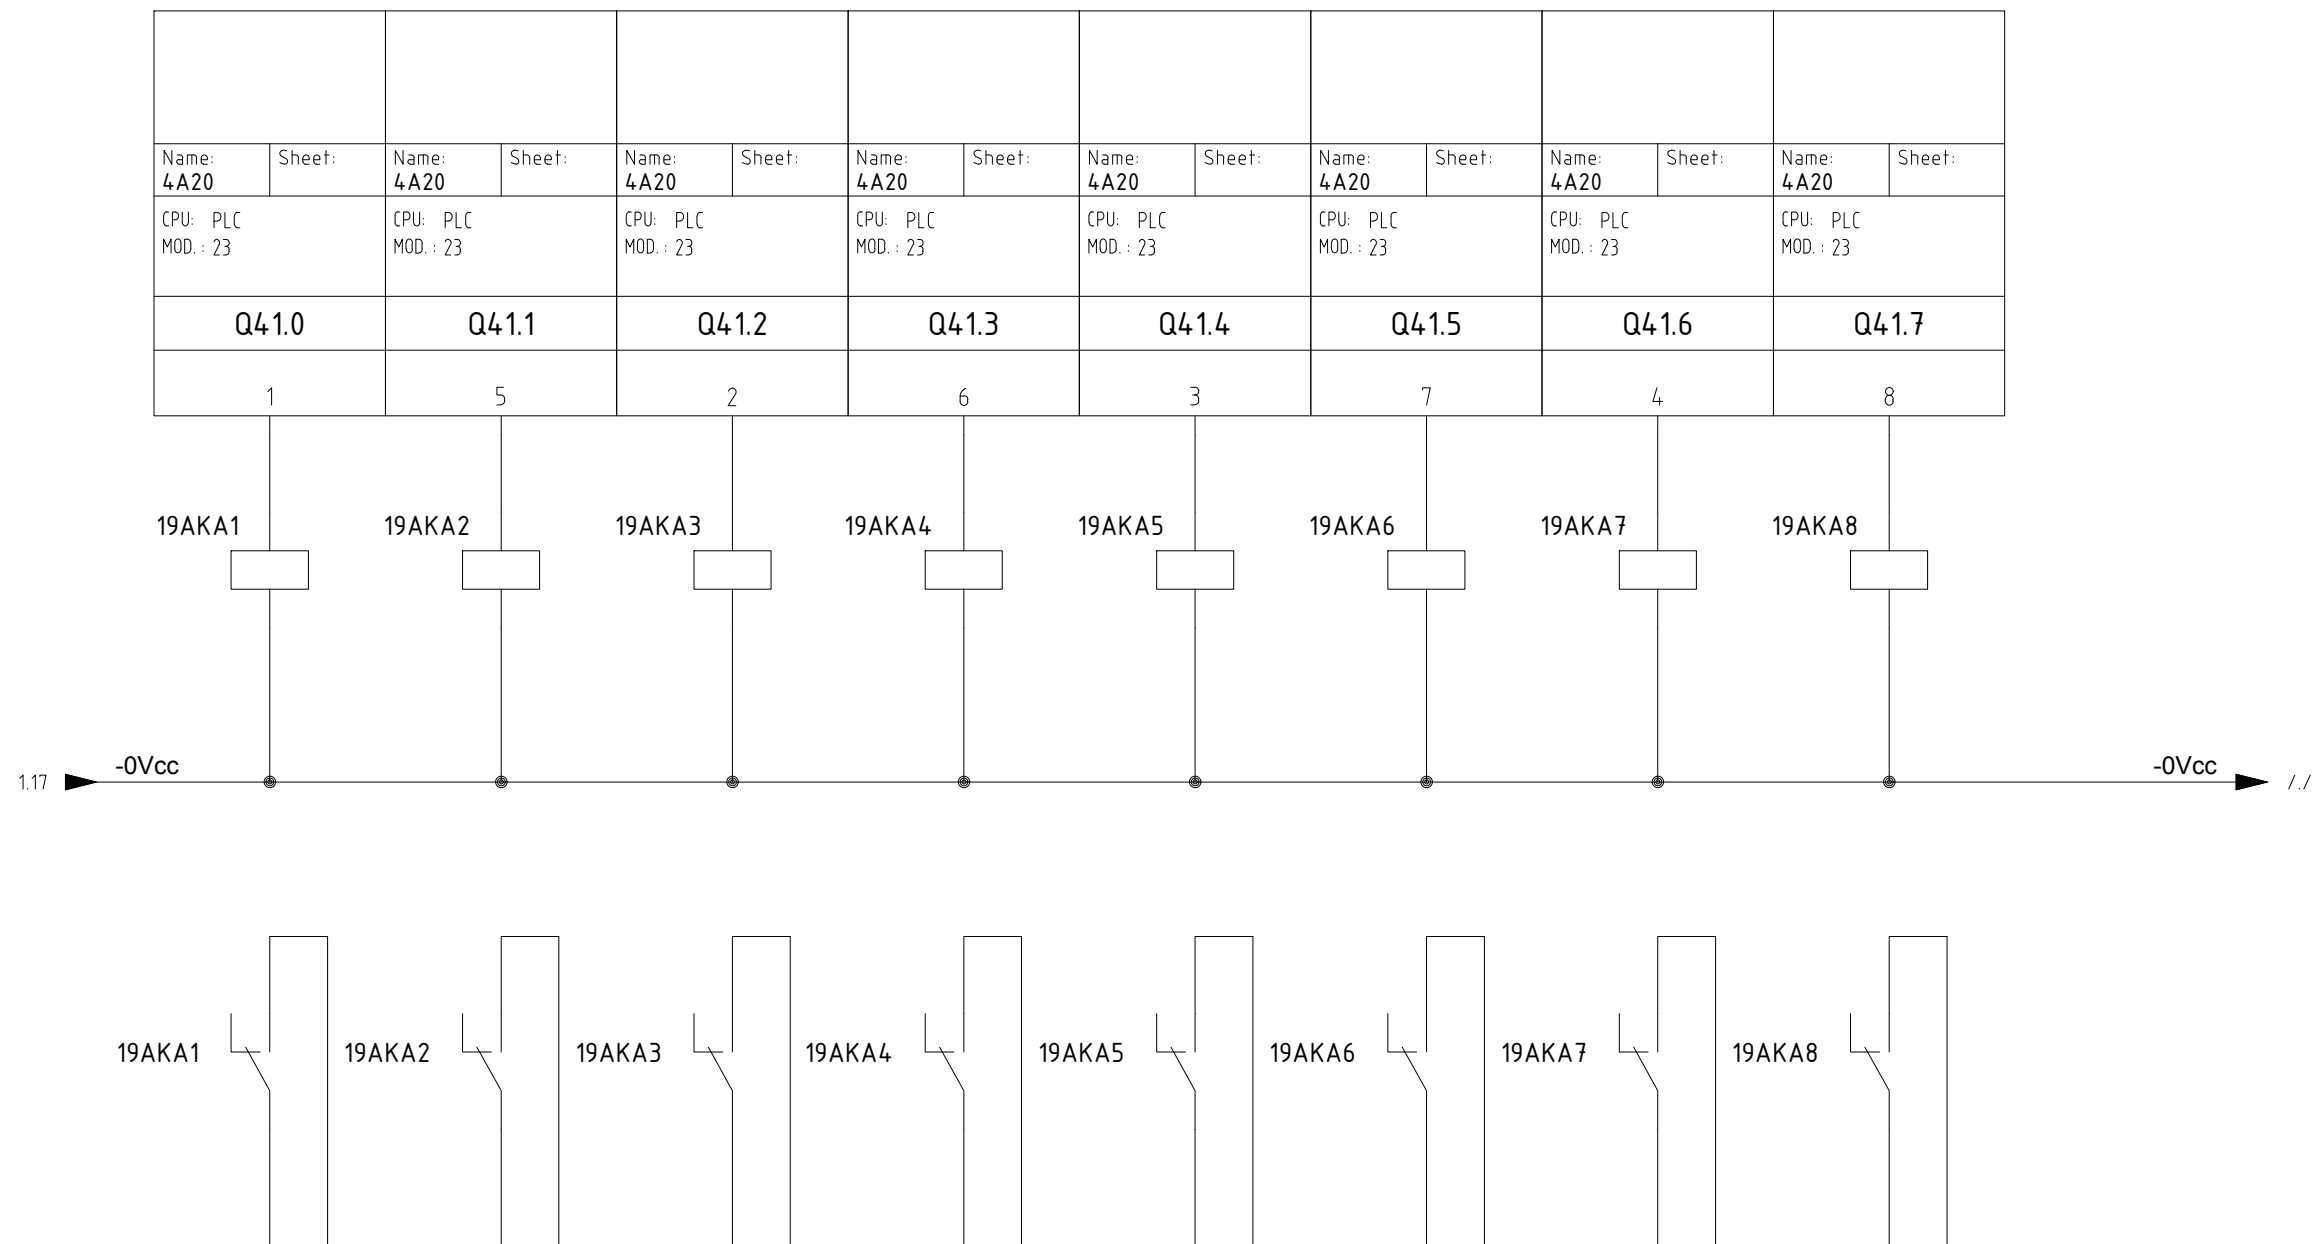 Name: Sheet: Name: Sheet: Name: Sheet: Name: Sheet: Name: Sheet: Name: Sheet: Name: Sheet: Name: Sheet:
4A20 4A20 4A20 4A20 4A20 4A20 4A20 4A20
CPU: PLC CPU: PLC CPU: PLC CPU: PLC CPU: PLC CPU: PLC CPU: PLC CPU: PLC
MOD. : 23 MOD. : 23 MOD. : 23 MOD. : 23 MOD. : 23 MOD. : 23 MOD. : 23 MOD. : 23
Q41.0 Q41.1 Q41.2 Q41.3 Q41.4 Q41.5 Q41.6 Q41.7
1 5 2 6 3 7 4 8
19AKA1 19AKA2 19AKA3 19AKA4 19AKA5 19AKA6 19AKA7 19AKA8
-0Vcc -0Vcc
1.17 /./
19AKA1 19AKA2 19AKA3 19AKA4 19AKA5 19AKA6 19AKA7 19AKA8